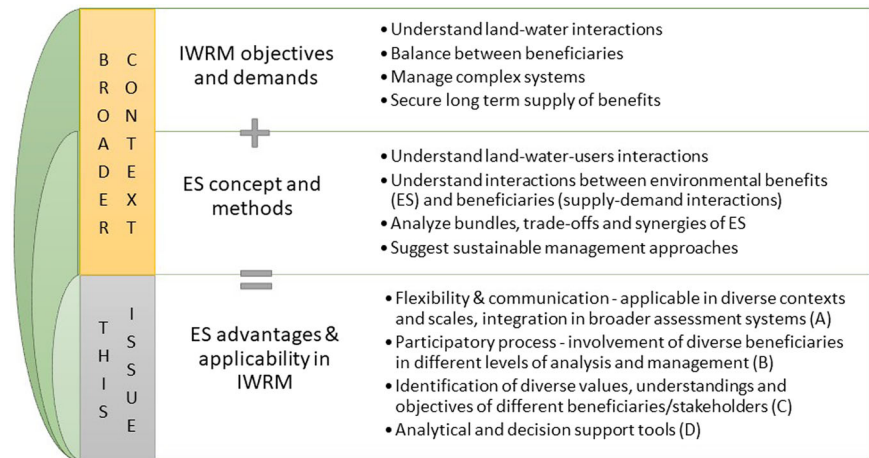 BROADER
CONTEXT
IWRM objectives
and demands
• Understand land-water interactions
• Balance between beneficiaries
• Manage complex systems
• Secure long term supply of benefits
+
ES concept and
methods
• Understand land-water-users interactions
• Understand interactions between environmental benefits
(ES) and beneficiaries (supply-demand interactions)
• Analyze bundles, trade-offs and synergies of ES
• Suggest sustainable management approaches
=
THIS
ISSUE
ES advantages &
applicability in
IWRM
• Flexibility & communication - applicable in diverse contexts
and scales, integration in broader assessment systems (A)
• Participatory process - involvement of diverse beneficiaries
in different levels of analysis and management (B)
• Identification of diverse values, understandings and
objectives of different beneficiaries/stakeholders (C)
• Analytical and decision support tools (D)